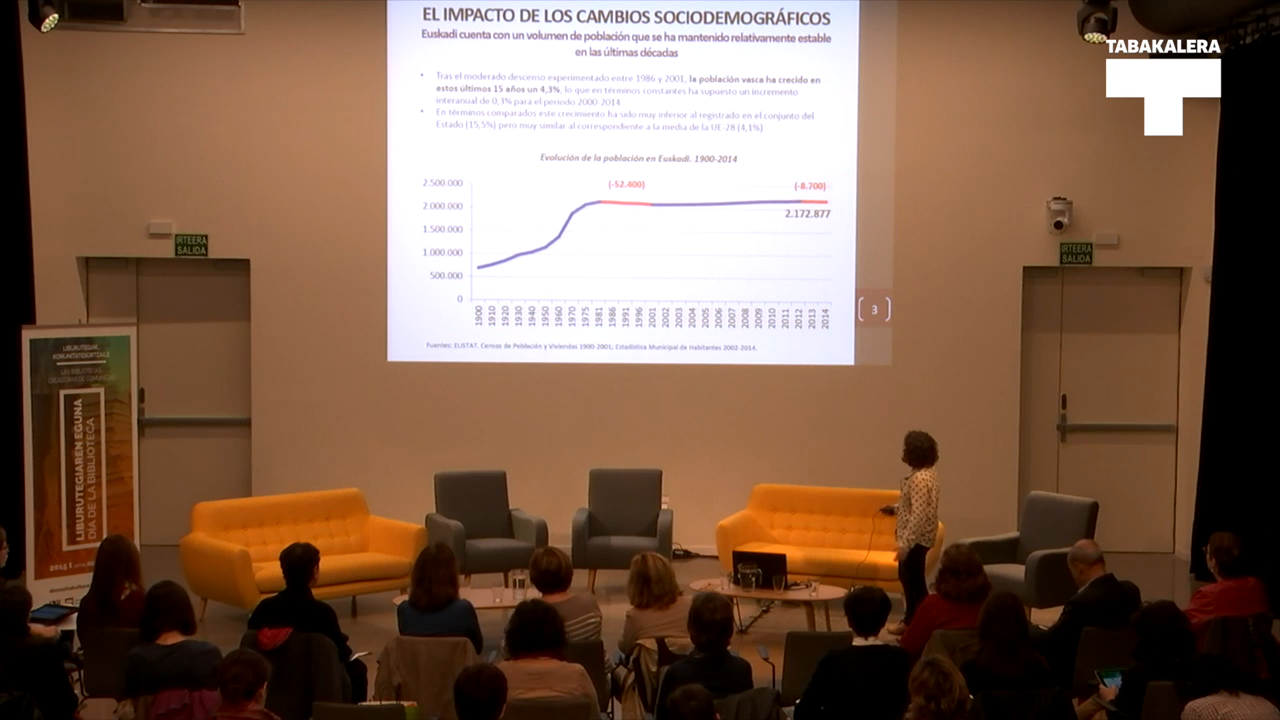 EL IMPACTO DE LOS CAMBIOS SOCIODEMOGRÁFICOS
Euskadi cuenta con un volumen de población que se ha mantenido relativamente estable
en las últimas décadas
• Tras el moderado descenso experimentado entre 1986 y 2001, la población vasca ha crecido en
estos últimos 15 años un 4,3%, lo que en términos constantes ha supuesto un incremento
interanual de 0,3% para el periodo 2000-2014
• En términos comparados este crecimiento ha sido muy inferior al registrado en el conjunto del
Estado (15,5%) pero muy similar al correspondiente a la media de la UE-28 (4,1%)
Evolución de la población en Euskadi. 1900-2014
2.500.000
2.000.000
1.500.000
1.000.000
500.000
0
(-52.400)
(-8.700)
2.172.877
1900 1910 1920 1930 1940 1950 1960 1970 1975 1981 1986 1991 1996 2001 2002 2003 2004 2005 2006 2007 2008 2009 2010 2011 2012 2013 2014
Fuentes: EUSTAT. Censos de Población y Viviendas 1900-2001; Estadística Municipal de Habitantes 2002-2014.
3
TABAKALERA
T
IRTEERA
SALIDA
IRTEERA
SALIDA
LIBURUTEGIAK,
KOMUNITATE SORTZAILE
LAS BIBLIOTECAS,
CREADORAS DE COMUNIDAD
LIBURUTEGIAREN EGUNA
DÍA DE LA BIBLIOTECA
2015